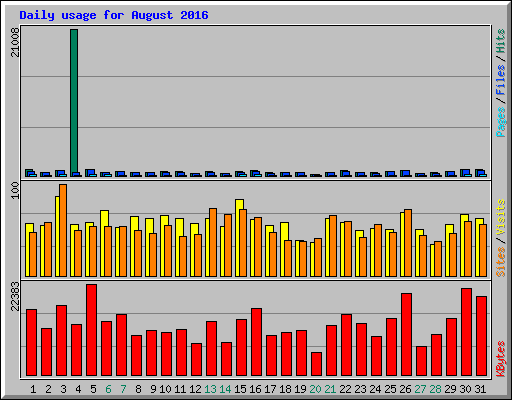 Daily usage for August 2016
21008
Pages / Files / Hits
100
Sites / Visits
22383
KBytes
1 2 3 4 5 6 7 8 9 10 11 12 13 14 15 16 17 18 19 20 21 22 23 24 25 26 27 28 29 30 31